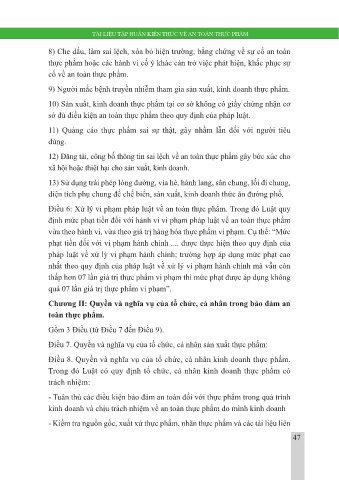 TÀI LIỆU TẬP HUẤN KIẾN THỨC VỀ AN TOÀN THỰC PHẨM
8) Che dấu, làm sai lệch, xóa bỏ hiện trường, bằng chứng về sự cố an toàn
thực phẩm hoặc các hành vi cố ý khác cản trở việc phát hiện, khắc phục sự
cố về an toàn thực phẩm.
9) Người mắc bệnh truyền nhiễm tham gia sản xuất, kinh doanh thực phẩm.
10) Sản xuất, kinh doanh thực phẩm tại cơ sở không có giấy chứng nhận cơ
sở đủ điều kiện an toàn thực phẩm theo quy định của pháp luật.
11) Quảng cáo thực phẩm sai sự thật, gây nhầm lẫn đối với người tiêu
dùng.
12) Đăng tải, công bố thông tin sai lệch về an toàn thực phẩm gây bức xúc cho
xã hội hoặc thiệt hại cho sản xuất, kinh doanh.
13) Sử dụng trái phép lòng đường, vỉa hè, hành lang, sân chung, lối đi chung,
diện tích phụ chung để chế biến, sản xuất, kinh doanh thức ăn đường phố.
Điều 6: Xử lý vi phạm pháp luật về an toàn thực phẩm. Trong đó Luật quy
định mức phạt tiền đối với hành vi vi phạm pháp luật về an toàn thực phẩm
vừa theo hành vi, vừa theo giá trị hàng hóa thực phẩm vi phạm. Cụ thể: “Mức
phạt tiền đối với vi phạm hành chính .... được thực hiện theo quy định của
pháp luật về xử lý vi phạm hành chính; trường hợp áp dụng mức phạt cao
nhất theo quy định của pháp luật về xử lý vi phạm hành chính mà vẫn còn
thấp hơn 07 lần giá trị thực phẩm vi phạm thì mức phạt được áp dụng không
quá 07 lần giá trị thực phẩm vi phạm”.
Chương II: Quyền và nghĩa vụ của tổ chức, cá nhân trong bảo đảm an
toàn thực phẩm.
Gồm 3 Điều (từ Điều 7 đến Điều 9).
Điều 7. Quyền và nghĩa vụ của tổ chức, cá nhân sản xuất thực phẩm:
Điều 8. Quyền và nghĩa vụ của tổ chức, cá nhân kinh doanh thực phẩm.
Trong đó Luật có quy định tổ chức, cá nhân kinh doanh thực phẩm có
trách nhiệm:
- Tuân thủ các điều kiện bảo đảm an toàn đối với thực phẩm trong quá trình
kinh doanh và chịu trách nhiệm về an toàn thực phẩm do mình kinh doanh
- Kiểm tra nguồn gốc, xuất xứ thực phẩm, nhãn thực phẩm và các tài liệu liên
47